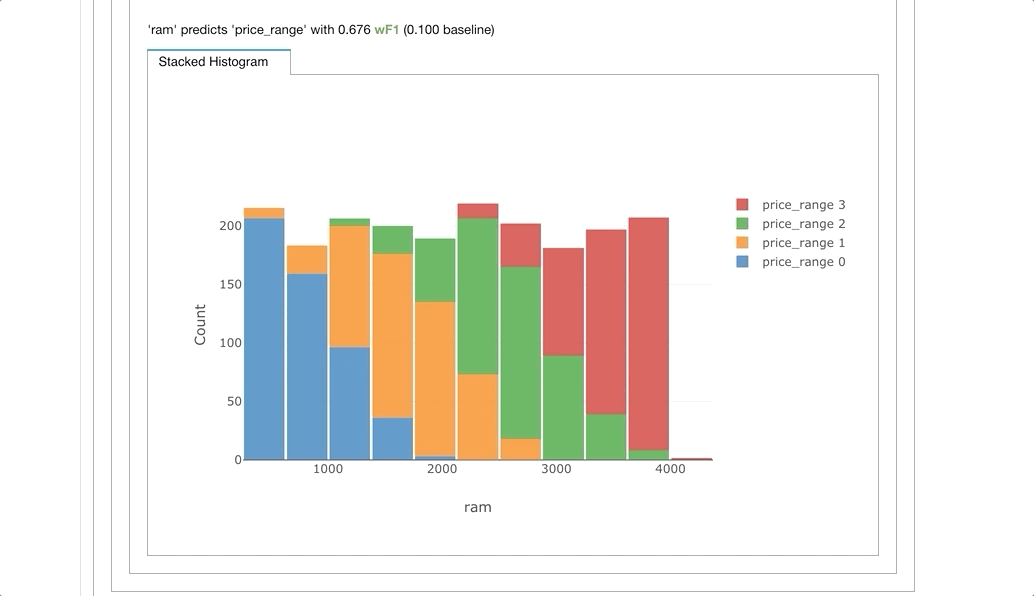 'ram' predicts 'price_range' with 0.676 wF1 (0.100 baseline)
Stacked Histogram
200
150
100
50
0
Count
1000 2000 3000 4000
ram
price_range 3
price_range 2
price_range 1
price_range 0